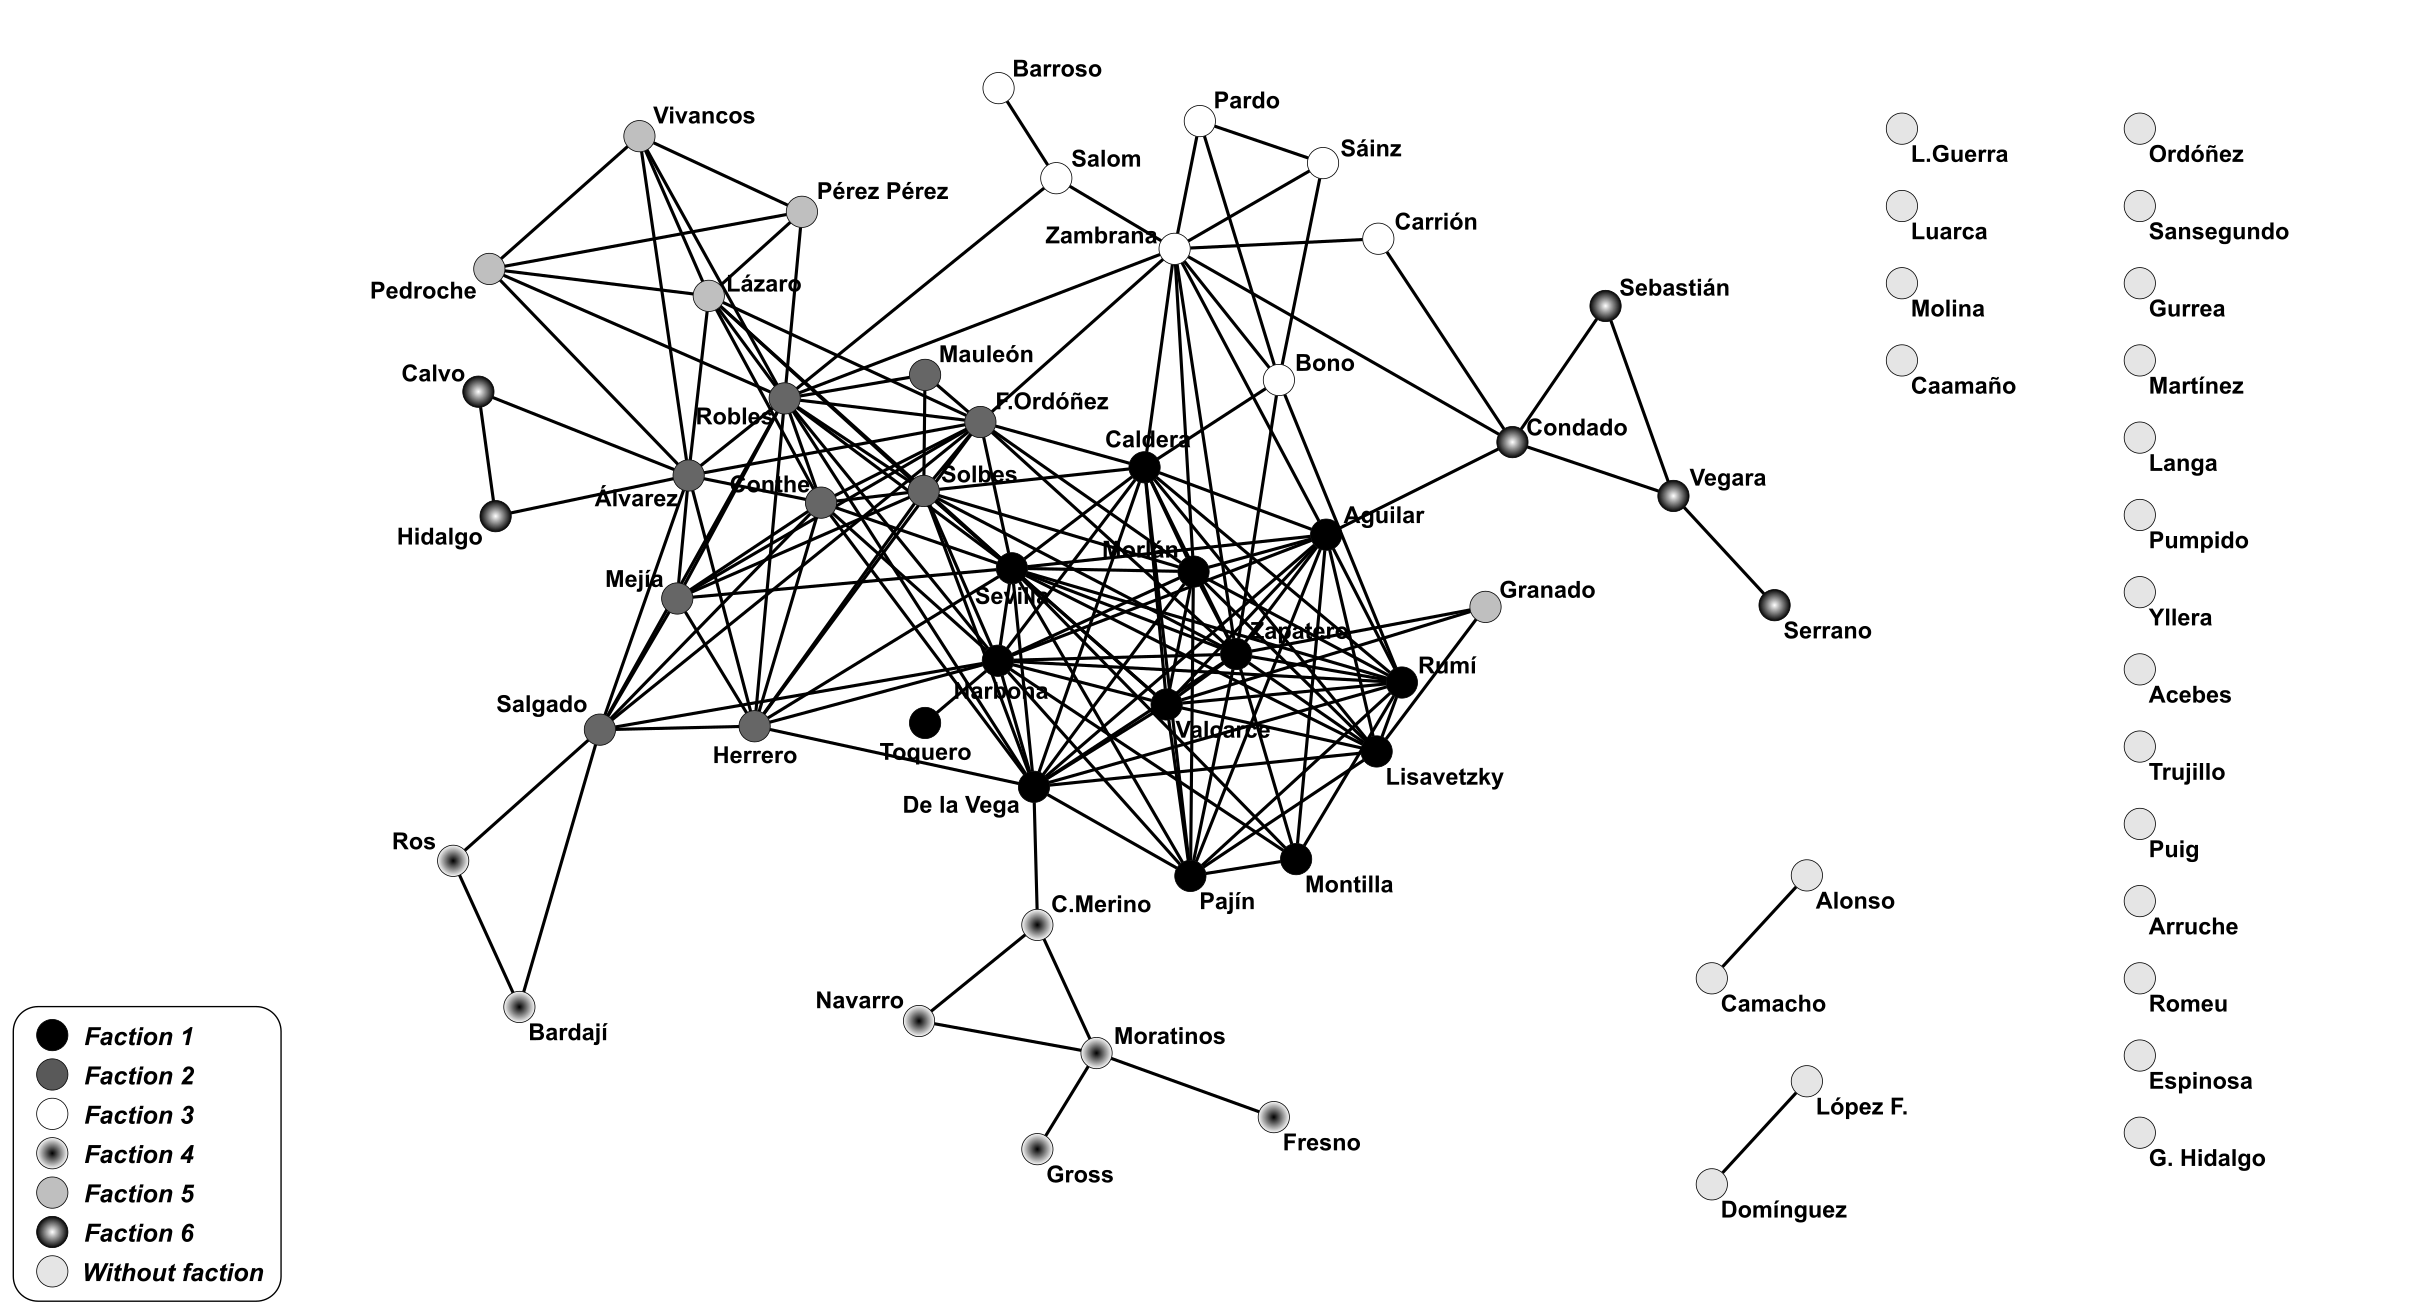 Barroso
Pardo
Vivancos
Sáinz
Salom
L.Guerra
Ordóñez
Pérez Pérez
Carrión
Zambrana
Luarca
Sansegundo
Pedroche
Lázaro
Sebastián
Molina
Gurrea
Mauleón
Bono
Calvo
Caamaño
Martínez
F.Ordóñez
Robles
Condado
Caldera
Langa
Solbes
Vegara
Conthe
Álvarez
Aguilar
Hidalgo
Pumpido
Morlán
Mejía
Granado
Sevilla
Yllera
Zapatero
Serrano
Rumí
Narbona
Acebes
Salgado
Valcarce
Herrero
Toquero
Trujillo
Lisavetzky
De la Vega
Ros
Puig
Montilla
Pajín
C.Merino
Alonso
Arruche
Navarro
Camacho
Romeu
Bardají
Moratinos
Espinosa
López F.
Fresno
G. Hidalgo
Gross
Domínguez
Faction 1
Faction 2
Faction 3
Faction 4
Faction 5
Faction 6
Without faction